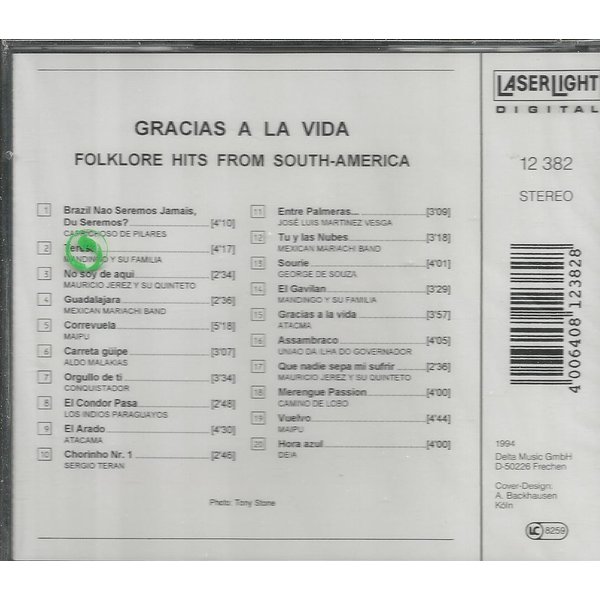 LASERLIGHT
DIGITAL
12 382
STEREO
GRACIAS A LA VIDA
FOLKLORE HITS FROM SOUTH-AMERICA
1 Brazil Nao Seremos Jamais,
Du Seremos? [4'10]
CAPRICHOSO DE PILARES
2 [4'17]
MANDINGO Y SU FAMILIA
3 No soy de aqui [2'34]
MAURICIO JEREZ Y SU QUINTETO
4 Guadalajara [2'36]
MEXICAN MARIACHI BAND
5 Correvuela [5'18]
MAIPU
6 Carreta güipe [3'07]
ALDO MALAKIAS
7 Orgullo de ti [3'34]
CONQUISTADOR
8 El Condor Pasa [2'48]
LOS INDIOS PARAGUAYOS
9 El Arado [4'30]
ATACAMA
10 Chorinho Nr. 1 [2'46]
SERGIO TERAN
11 Entre Palmeras... [3'09]
JOSÉ LUIS MARTINEZ VESGA
12 Tu y las Nubes [3'18]
MEXICAN MARIACHI BAND
13 Sourie [4'01]
GEORGE DE SOUZA
14 El Gavilan [3'29]
MANDINGO Y SU FAMILIA
15 Gracias a la vida [3'57]
ATACMA
16 Assambraco [4'05]
UNIAO DA ILHA DO GOVERNADOR
17 Que nadie sepa mi sufrir [2'36]
MAURICIO JEREZ Y SU QUINTETO
18 Merengue Passion [4'00]
CAMINO DE LOBO
19 Vuelvo [4'44]
MAIPU
20 Hora azul [4'00]
DEIA
Photo: Tony Stone
4 006408 123828
1994
Delta Music GmbH
D-50226 Frechen
Cover-Design:
A. Backhausen
Köln
LC 8259